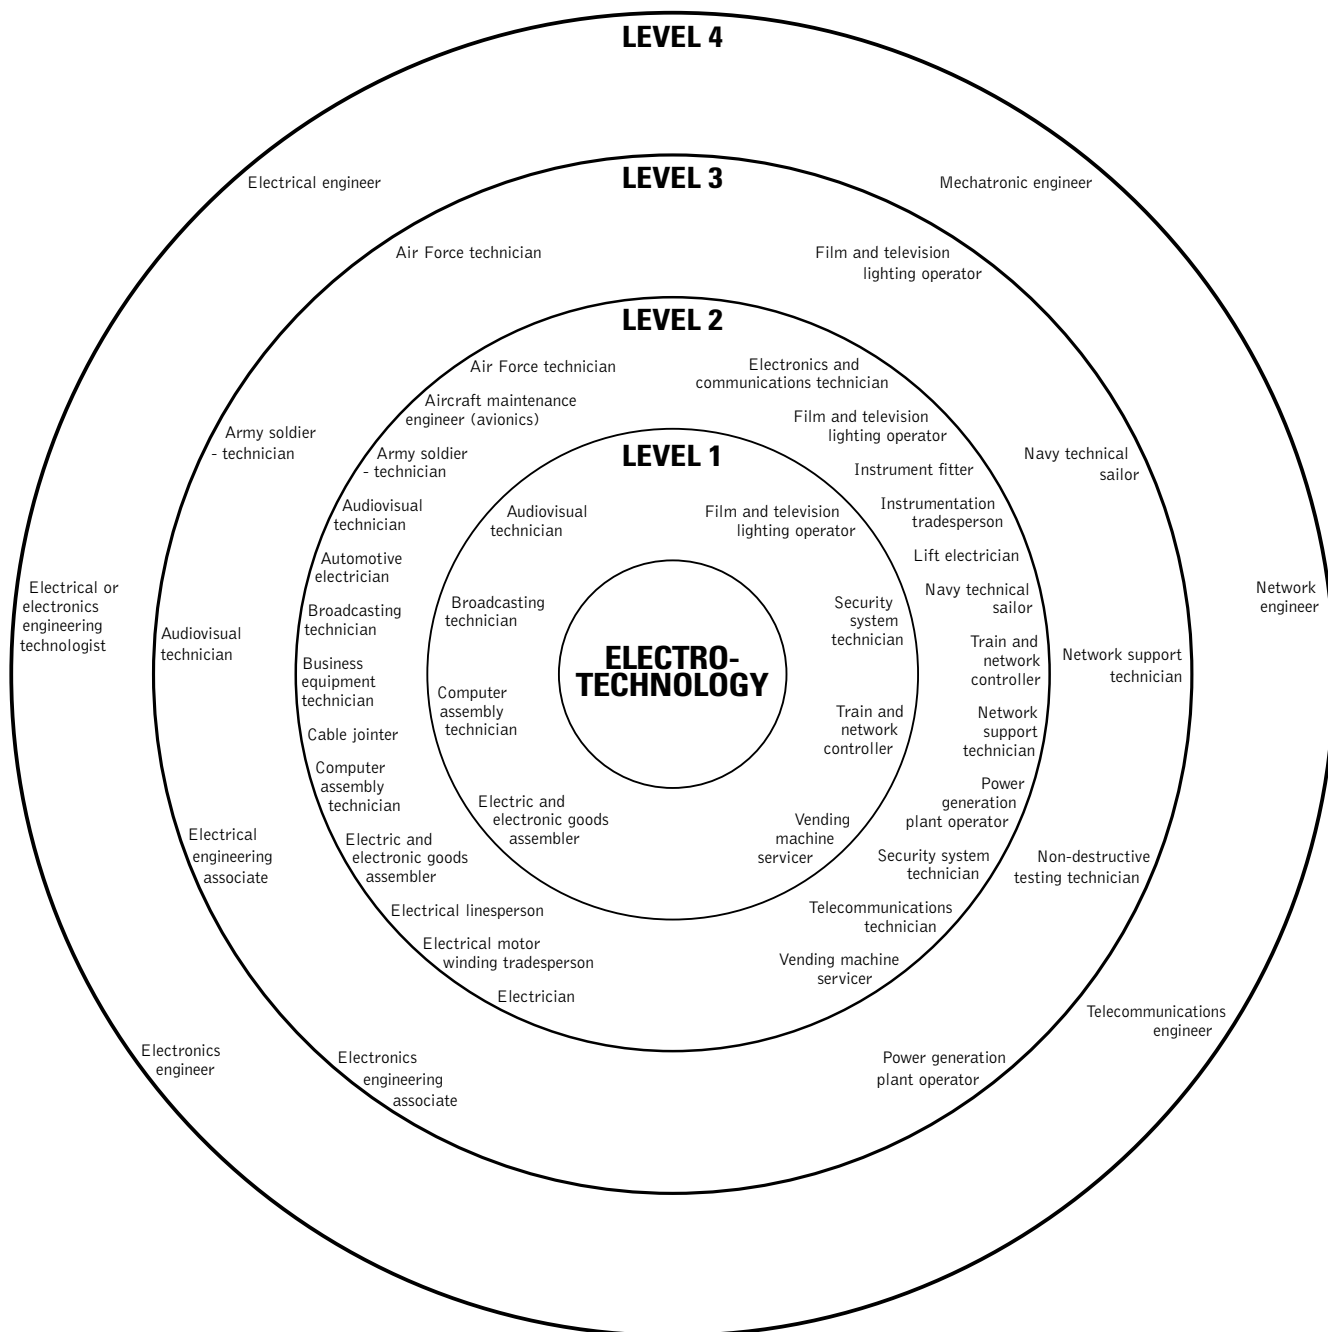 LEVEL 4
Electrical engineer
Mechatronic engineer
Electrical or
electronics
engineering
technologist
Network
engineer
Electronics
engineer
Telecommunications
engineer
LEVEL 3
Air Force technician
Film and television
lighting operator
Army soldier
- technician
Navy technical
sailor
Audiovisual
technician
Network support
technician
Electrical
engineering
associate
Non-destructive
testing technician
Electronics
engineering
associate
Power generation
plant operator
LEVEL 2
Air Force technician
Aircraft maintenance
engineer (avionics)
Army soldier
- technician
Audiovisual
technician
Automotive
electrician
Broadcasting
technician
Business
equipment
technician
Cable jointer
Computer
assembly
technician
Electric and
electronic goods
assembler
Electrical linesperson
Electrical motor
winding tradesperson
Electrician
Electronics and
communications technician
Film and television
lighting operator
Instrument fitter
Instrumentation
tradesperson
Lift electrician
Navy technical
sailor
Train and
network
controller
Network
support
technician
Power
generation
plant operator
Security system
technician
Telecommunications
technician
Vending machine
servicer
LEVEL 1
Audiovisual
technician
Broadcasting
technician
Computer
assembly
technician
Electric and
electronic goods
assembler
Film and television
lighting operator
Security
system
technician
Train and
network
controller
Vending
machine
servicer
ELECTRO-
TECHNOLOGY